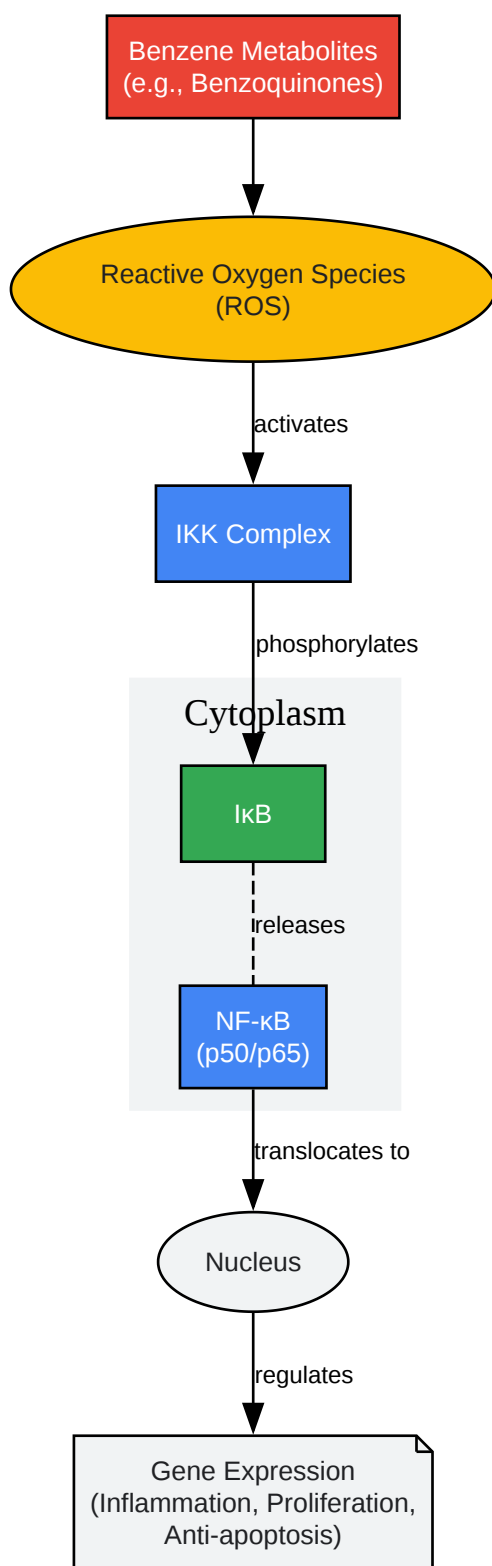 Benzene Metabolites
(e.g., Benzoquinones)
Reactive Oxygen Species
(ROS)
activates
IKK Complex
phosphorylates
Cytoplasm
IκB
releases
NF-κB
(p50/p65)
translocates to
Nucleus
regulates
Gene Expression
(Inflammation, Proliferation,
Anti-apoptosis)